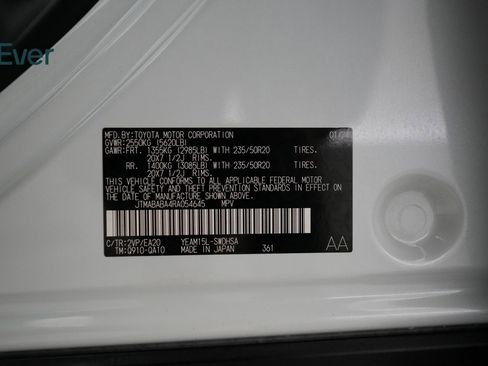 Ever
MFD.BY:TOYOTA MOTOR CORPORATION 01/24
GVWR:2550KG (5620LB)
GAWR:FRT. 1355KG (2985LB) WITH 235/50R20 TIRES.
20X7 1/2J RIMS.
RR. 1400KG (3085LB) WITH 235/50R20 TIRES.
20X7 1/2J RIMS.
THIS VEHICLE CONFORMS TO ALL APPLICABLE
FEDERAL MOTOR VEHICLE SAFETY, BUMPER,
AND THEFT PREVENTION STANDARDS IN EFFECT ON THE
DATE OF MANUFACTURE SHOWN ABOVE.
JTMABABA4RA054645 MPV
C/TR:2VP/EA20 YEAM15L-SWDHSA
TM:Q910-QA10 MADE IN JAPAN 361 AA